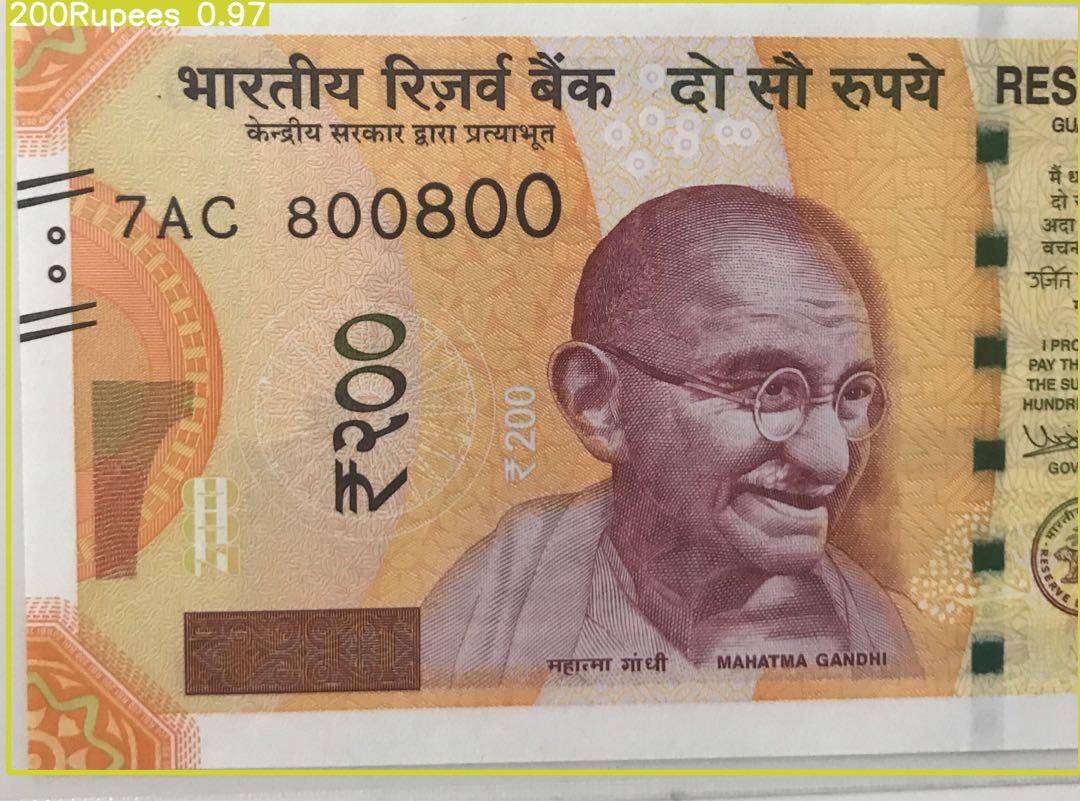 200Rupees 0.97
भारतीय रिज़र्व बैंक दो सौ रुपये RES
केन्द्रीय सरकार द्वारा प्रत्याभूत
GU
7AC 800800
मैं ध
दो
अदा
वचन
उर्जित
₹२००
₹200
I PRO
PAY TH
THE SU
HUNDR
GOV
RESERVE
महात्मा गांधी MAHATMA GANDHI